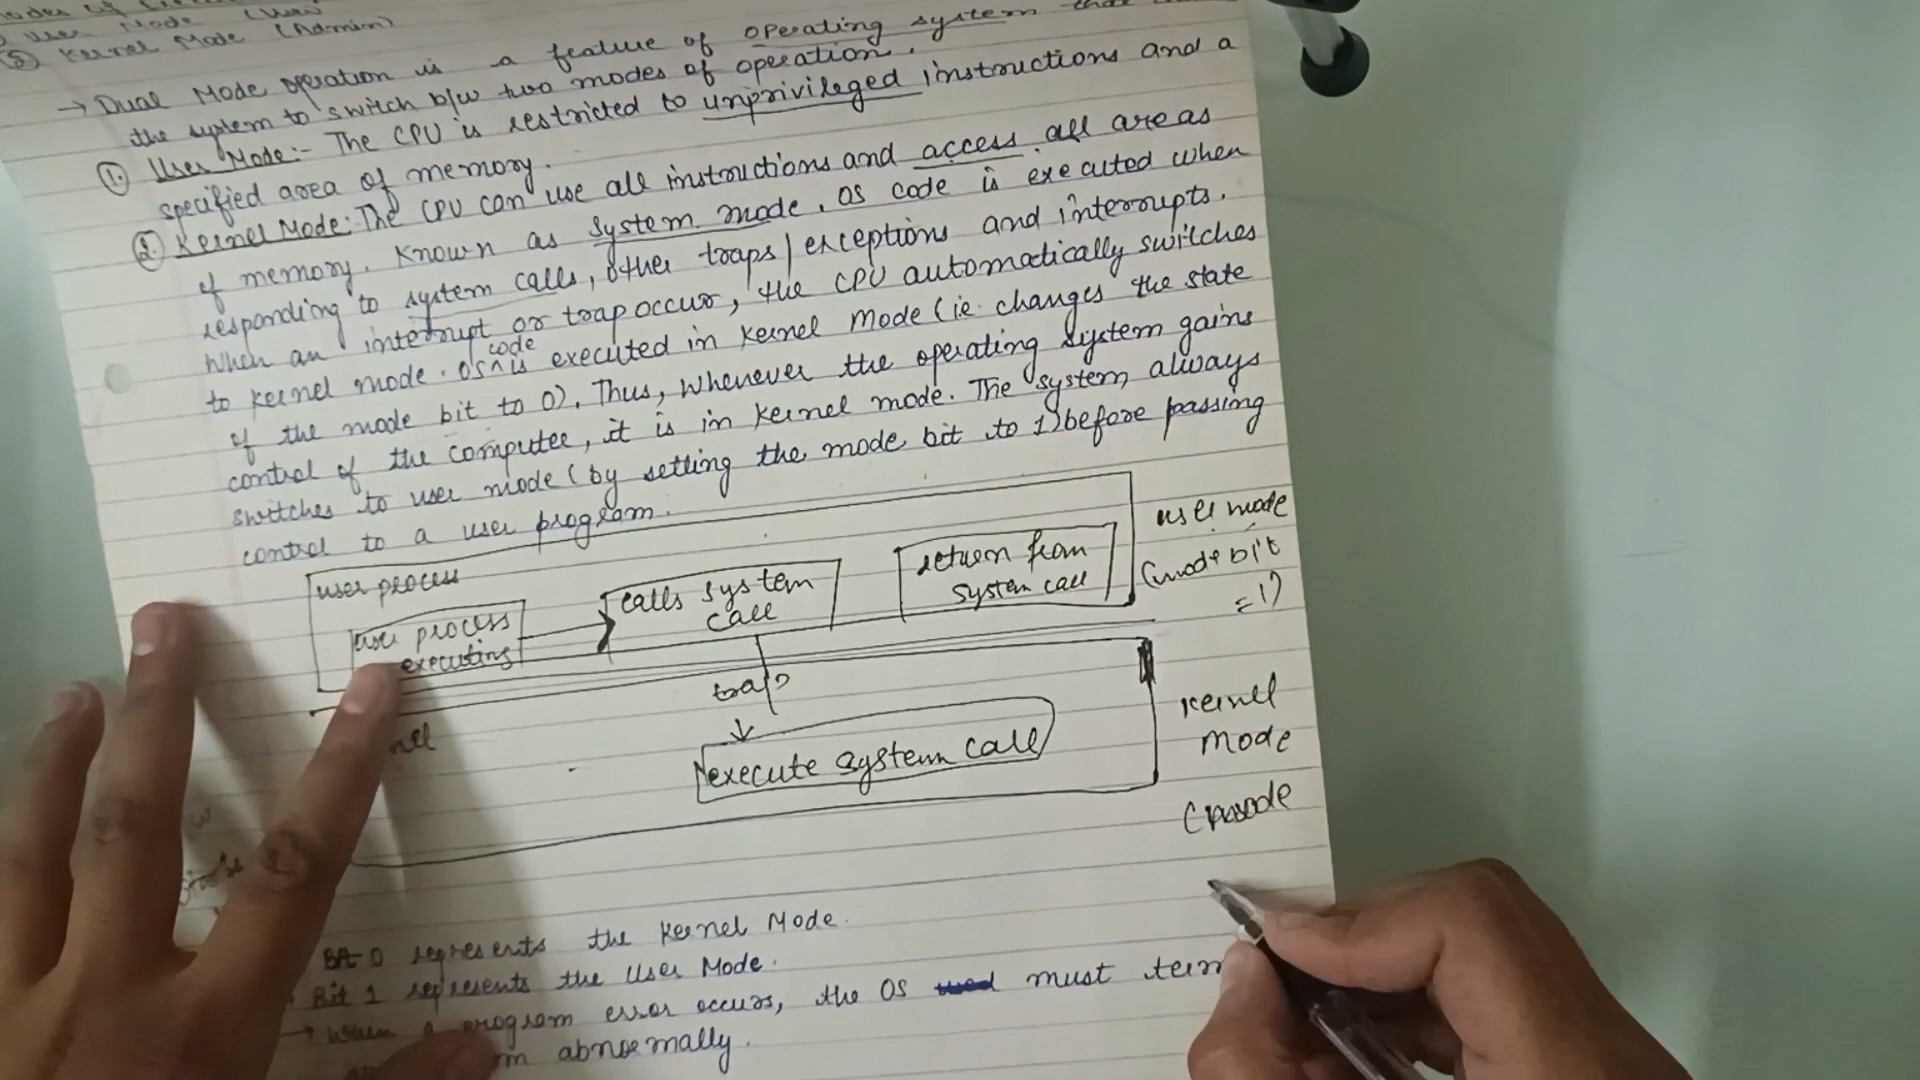 User Mode (User)
② Kernel Mode (Admin)
→ Dual Mode operation is a feature of operating system that
the system to switch b/w two modes of operation.
①. User Mode:- The CPU is restricted to unprivileged instructions and a
specified area of memory.
②. Kernel Mode: The CPU can use all instructions and access all areas
of memory. Known as system mode. OS code is executed when
responding to system calls, other traps/exceptions and interrupts.
When an interrupt or trap occur, the CPU automatically switches
to kernel mode. OS ^ code is executed in kernel mode (ie. changes the state
of the mode bit to 0). Thus, whenever the operating system gains
control of the computer, it is in kernel mode. The system always
switches to user mode (by setting the mode bit to 1) before passing
control to a user program.
user process
user process
executing
calls system
call
return from
system call
user mode
(mode bit
=1)
trap
execute system call
kernel
mode
0 represents the Kernel Mode.
Bit 1 represents the User Mode.
→ When a program error occurs, the OS must
abnormally.